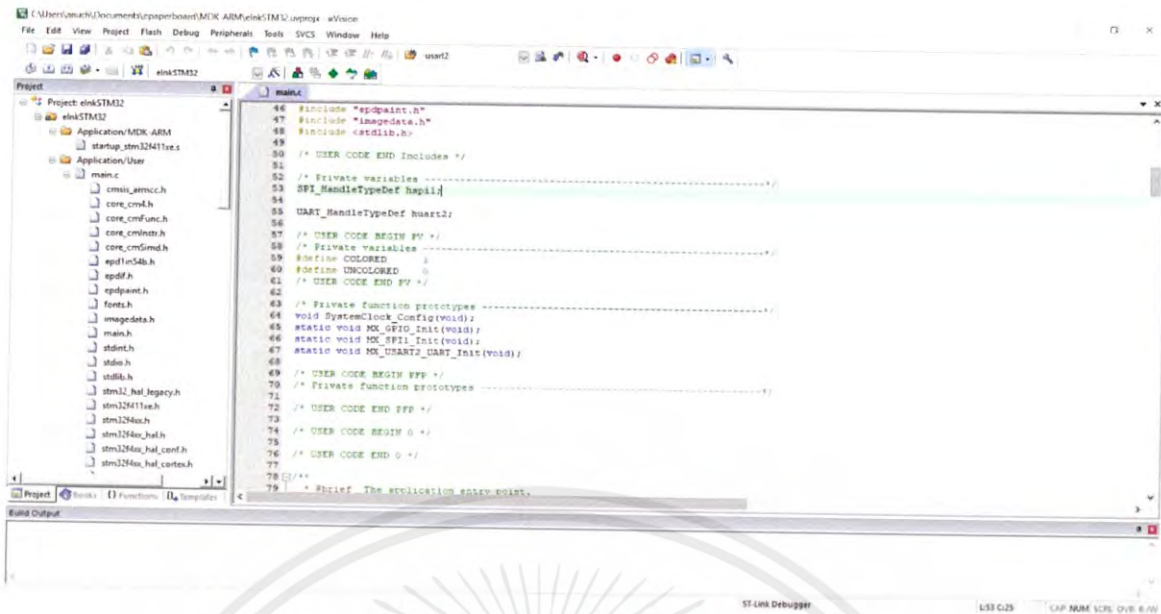 C:\Users\anuch\Documents\epaperboard\MDK-ARM\eInkSTM32.uvprojx - µVision
File Edit View Project Flash Debug Peripherals Tools SVCS Window Help
usart2
eInkSTM32
Project
main.c
Project: eInkSTM32
eInkSTM32
Application/MDK-ARM
startup_stm32f411xe.s
Application/User
main.c
cmsis_armcc.h
core_cm4.h
core_cmFunc.h
core_cmInstr.h
core_cmSimd.h
epd1in54b.h
epdif.h
epdpaint.h
fonts.h
imagedata.h
main.h
stdint.h
stdio.h
stdlib.h
stm32_hal_legacy.h
stm32f411xe.h
stm32f4xx.h
stm32f4xx_hal.h
stm32f4xx_hal_conf.h
stm32f4xx_hal_cortex.h
46 #include "epdpaint.h"
47 #include "imagedata.h"
48 #include <stdlib.h>
49
50 /* USER CODE END Includes */
51
52 /* Private variables ---------------------------------------------------------*/
53 SPI_HandleTypeDef hspi1;
54
55 UART_HandleTypeDef huart2;
56
57 /* USER CODE BEGIN PV */
58 /* Private variables ---------------------------------------------------------*/
59 #define COLORED 1
60 #define UNCOLORED 0
61 /* USER CODE END PV */
62
63 /* Private function prototypes -----------------------------------------------*/
64 void SystemClock_Config(void);
65 static void MX_GPIO_Init(void);
66 static void MX_SPI1_Init(void);
67 static void MX_USART2_UART_Init(void);
68
69 /* USER CODE BEGIN PFP */
70 /* Private function prototypes -----------------------------------------------*/
71
72 /* USER CODE END PFP */
73
74 /* USER CODE BEGIN 0 */
75
76 /* USER CODE END 0 */
77
78 /**
79 * @brief The application entry point.
Project Books Functions Templates
Build Output
ST-Link Debugger L:53 C:25 CAP NUM SCRL OVR R/W